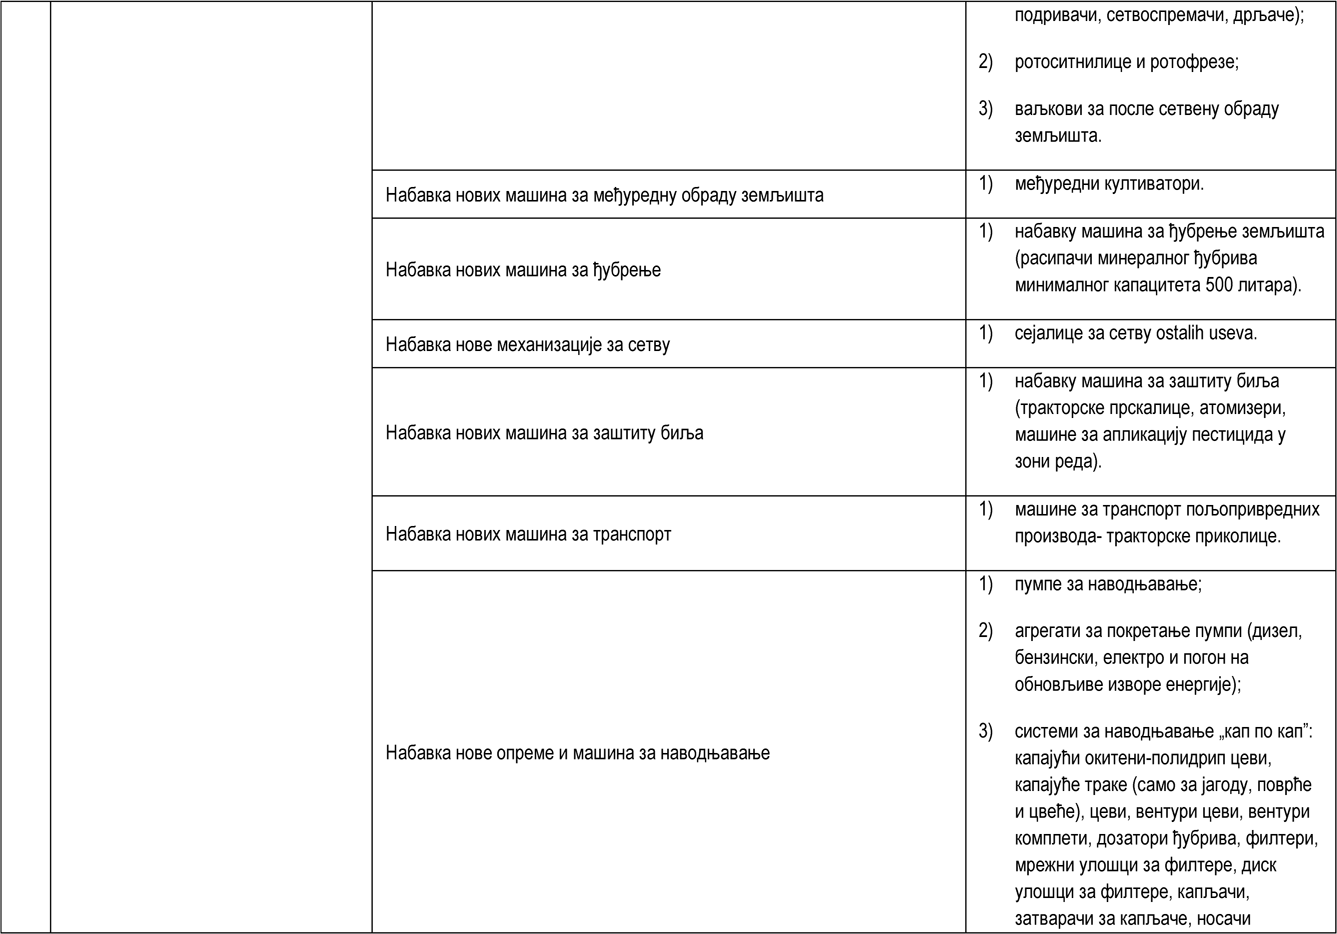 подривачи, сетвоспремачи, дрљаче);
2) ротоситнилице и ротофрезе;
3) ваљкови за после сетвену обраду
земљишта.
Набавка нових машина за међуредну обраду земљишта
1) међуредни култиватори.
Набавка нових машина за ђубрење
1) набавку машина за ђубрење земљишта
(расипачи минералног ђубрива
минималног капацитета 500 литара).
Набавка нове механизације за сетву
1) сејалице за сетву ostalih useva.
Набавка нових машина за заштиту биља
1) набавку машина за заштиту биља
(тракторске прскалице, атомизери,
машине за апликацију пестицида у
зони реда).
Набавка нових машина за транспорт
1) машине за транспорт пољопривредних
производа- тракторске приколице.
Набавка нове опреме и машина за наводњавање
1) пумпе за наводњавање;
2) агрегати за покретање пумпи (дизел,
бензински, електро и погон на
обновљиве изворе енергије);
3) системи за наводњавање „кап по кап”:
капајући окитени-полидрип цеви,
капајуће траке (само за јагоду, поврће
и цвеће), цеви, вентури цеви, вентури
комплети, дозатори ђубрива, филтери,
мрежни улошци за филтере, диск
улошци за филтере, капљачи,
затварачи за капљаче, носачи